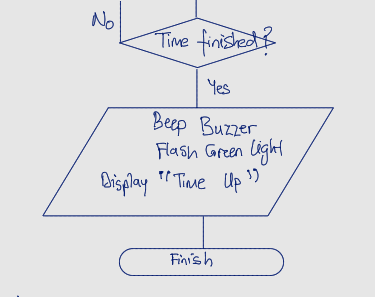 No
Time finished?
Yes
Beep Buzzer
Flash Green Light
Display "Time Up"
Finish